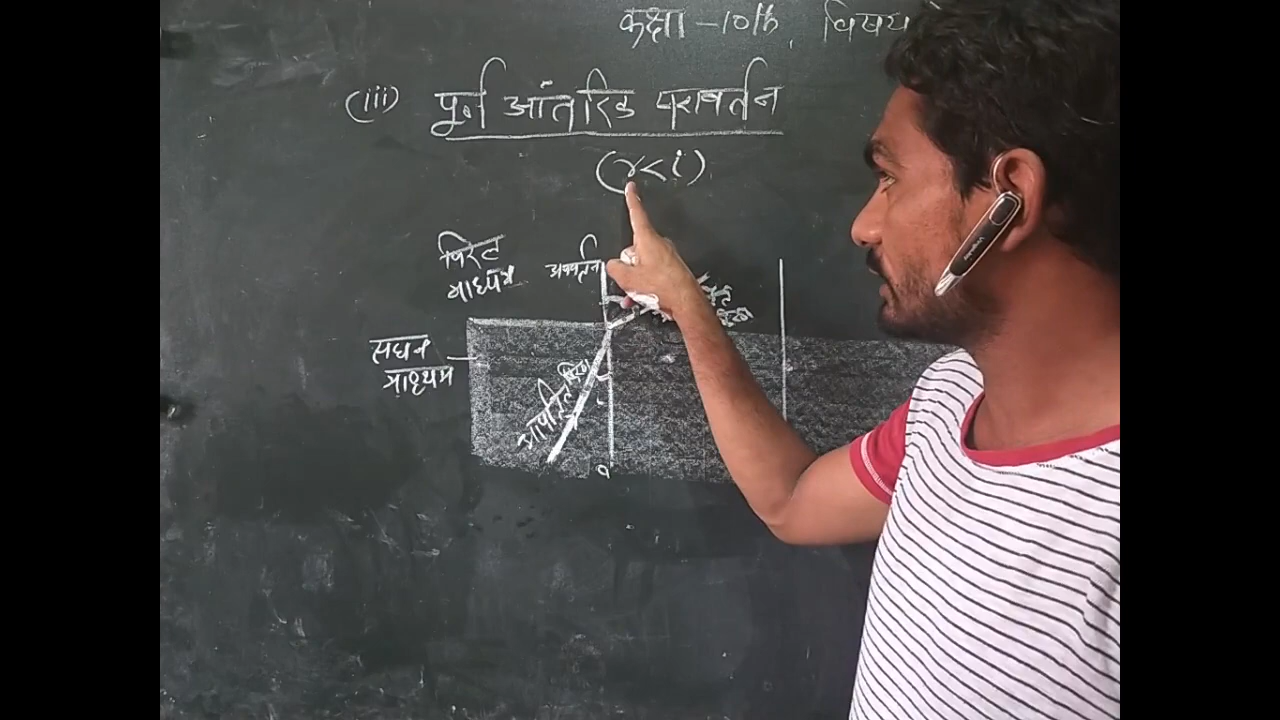 कक्षा - 10th, विषय
(iii) पूर्ण आंतरिक परावर्तन
(r<i)
विरल
माध्यम
अपवर्तन
सघन
माध्यम
आपतित किरण
i